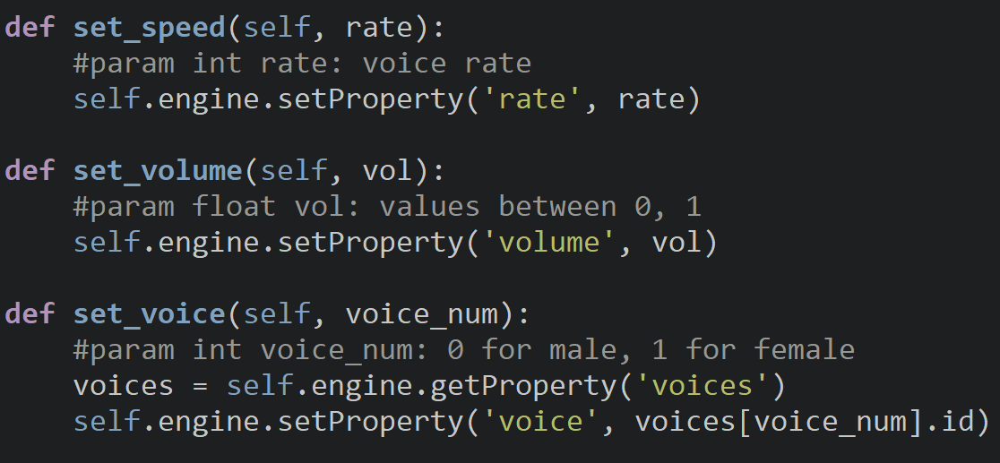 def set_speed(self, rate):
    #param int rate: voice rate
    self.engine.setProperty('rate', rate)

def set_volume(self, vol):
    #param float vol: values between 0, 1
    self.engine.setProperty('volume', vol)

def set_voice(self, voice_num):
    #param int voice_num: 0 for male, 1 for female
    voices = self.engine.getProperty('voices')
    self.engine.setProperty('voice', voices[voice_num].id)